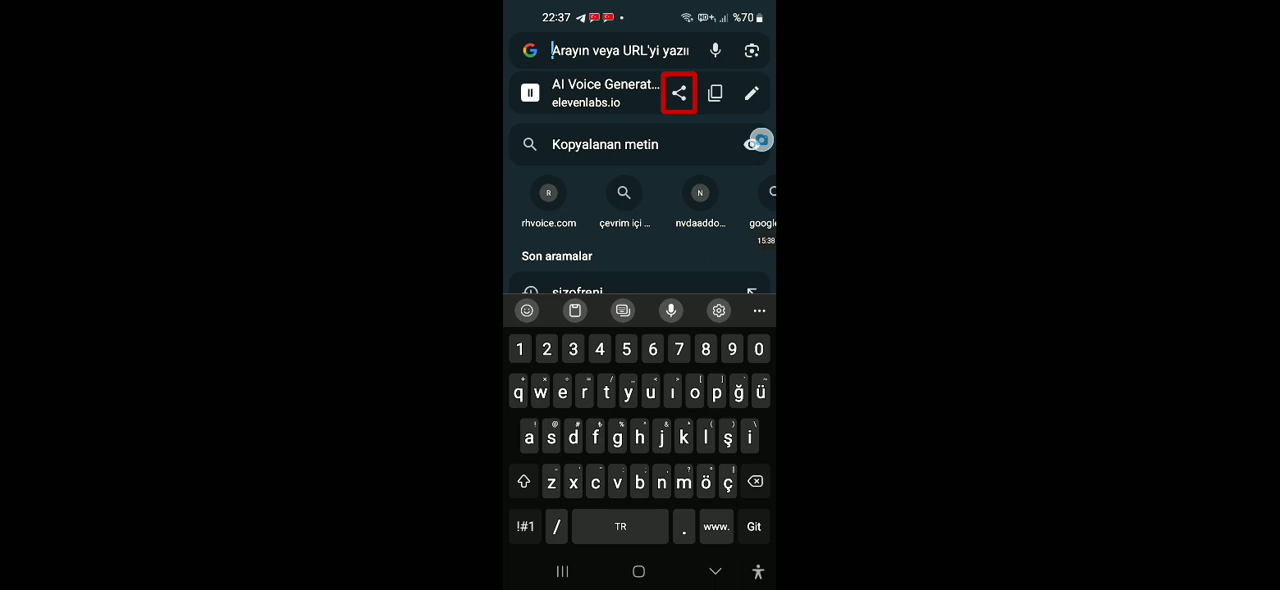 22:37
%70
Arayın veya URL'yi yazıı
AI Voice Generat...
elevenlabs.io
Kopyalanan metin
R
N
rhvoice.com
çevrim içi ...
nvdaaddo...
google
15:38
Son aramalar
şizofreni
1 2 3 4 5 6 7 8 9 0
q w e r t y u ı o p ğ ü
a s d f g h j k l ş i
z x c v b n m ö ç
!#1 / TR . www. Git